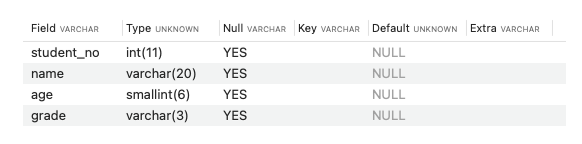 Field VARCHAR Type UNKNOWN Null VARCHAR Key VARCHAR Default UNKNOWN Extra VARCHAR
student_no int(11) YES NULL
name varchar(20) YES NULL
age smallint(6) YES NULL
grade varchar(3) YES NULL